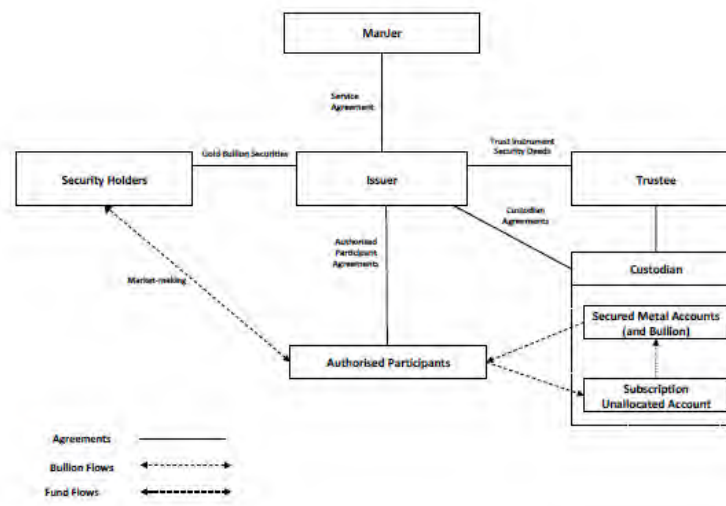 ManJer
Service
Agreement
Gold Bullion Securities
Trust Instrument
Security Deeds
Security Holders
Issuer
Trustee
Custodian
Agreements
Authorised
Participant
Agreements
Custodian
Market-making
Secured Metal Accounts
(and Bullion)
Authorised Participants
Subscription
Unallocated Account
Agreements
Bullion Flows
Fund Flows